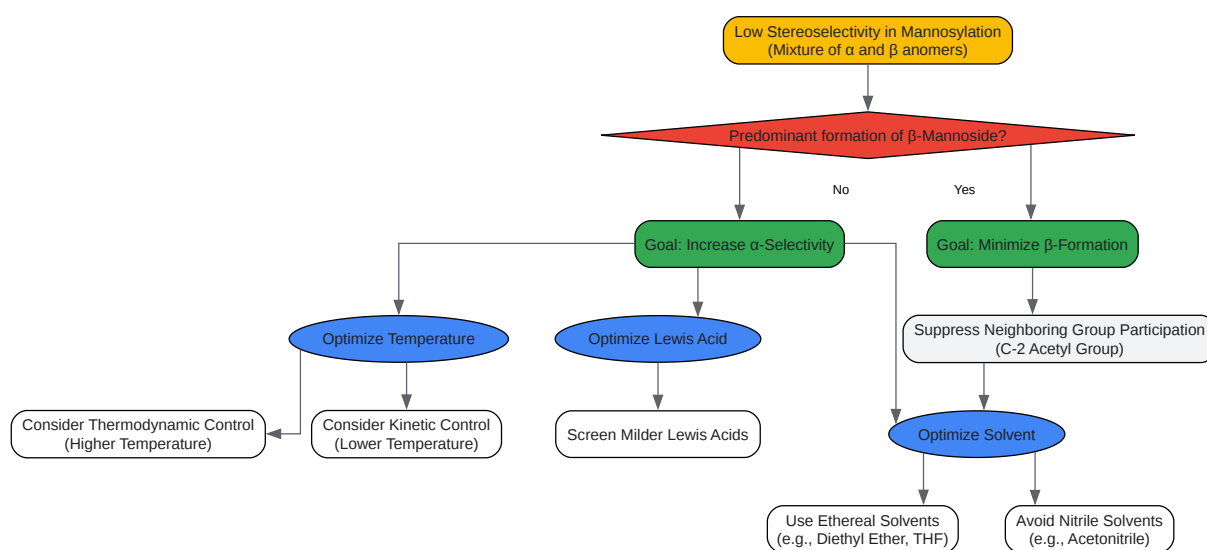 Low Stereoselectivity in Mannosylation
(Mixture of α and β anomers)
Predominant formation of β-Mannoside?
No
Yes
Goal: Increase α-Selectivity
Goal: Minimize β-Formation
Optimize Temperature
Optimize Lewis Acid
Suppress Neighboring Group Participation
(C-2 Acetyl Group)
Consider Thermodynamic Control
(Higher Temperature)
Consider Kinetic Control
(Lower Temperature)
Screen Milder Lewis Acids
Optimize Solvent
Use Ethereal Solvents
(e.g., Diethyl Ether, THF)
Avoid Nitrile Solvents
(e.g., Acetonitrile)